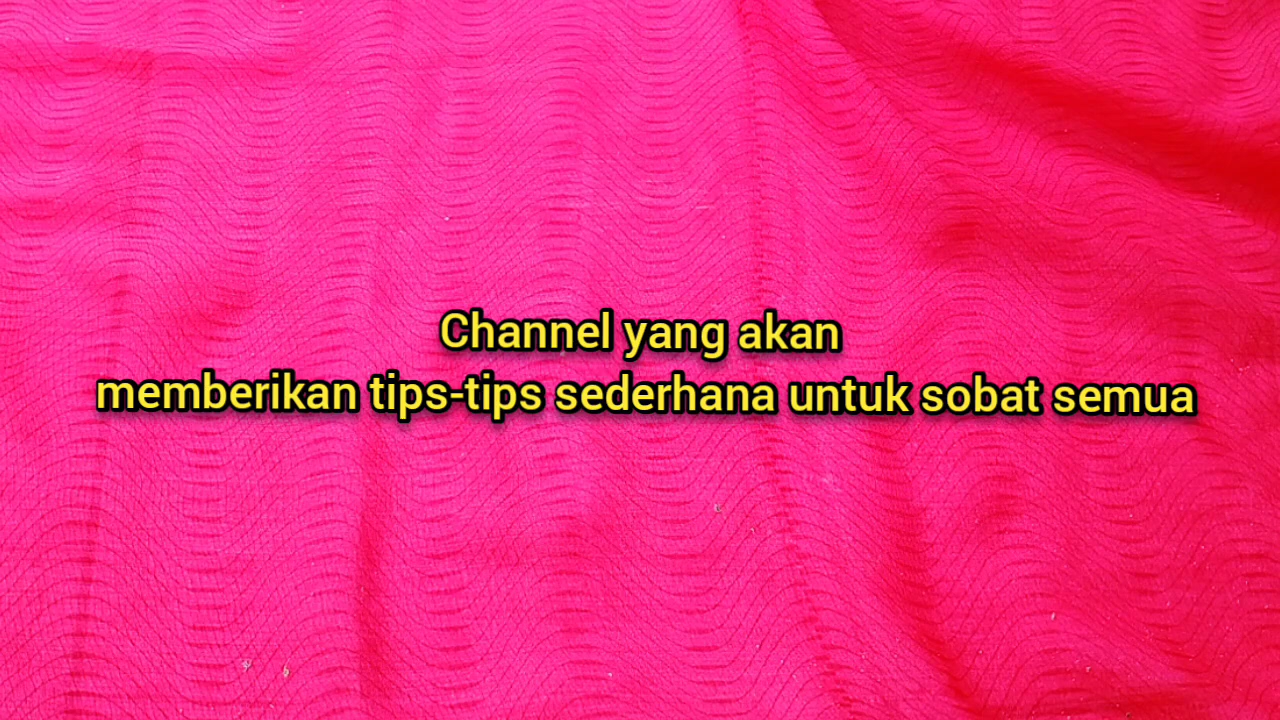 Channel yang akan
memberikan tips-tips sederhana untuk sobat semua